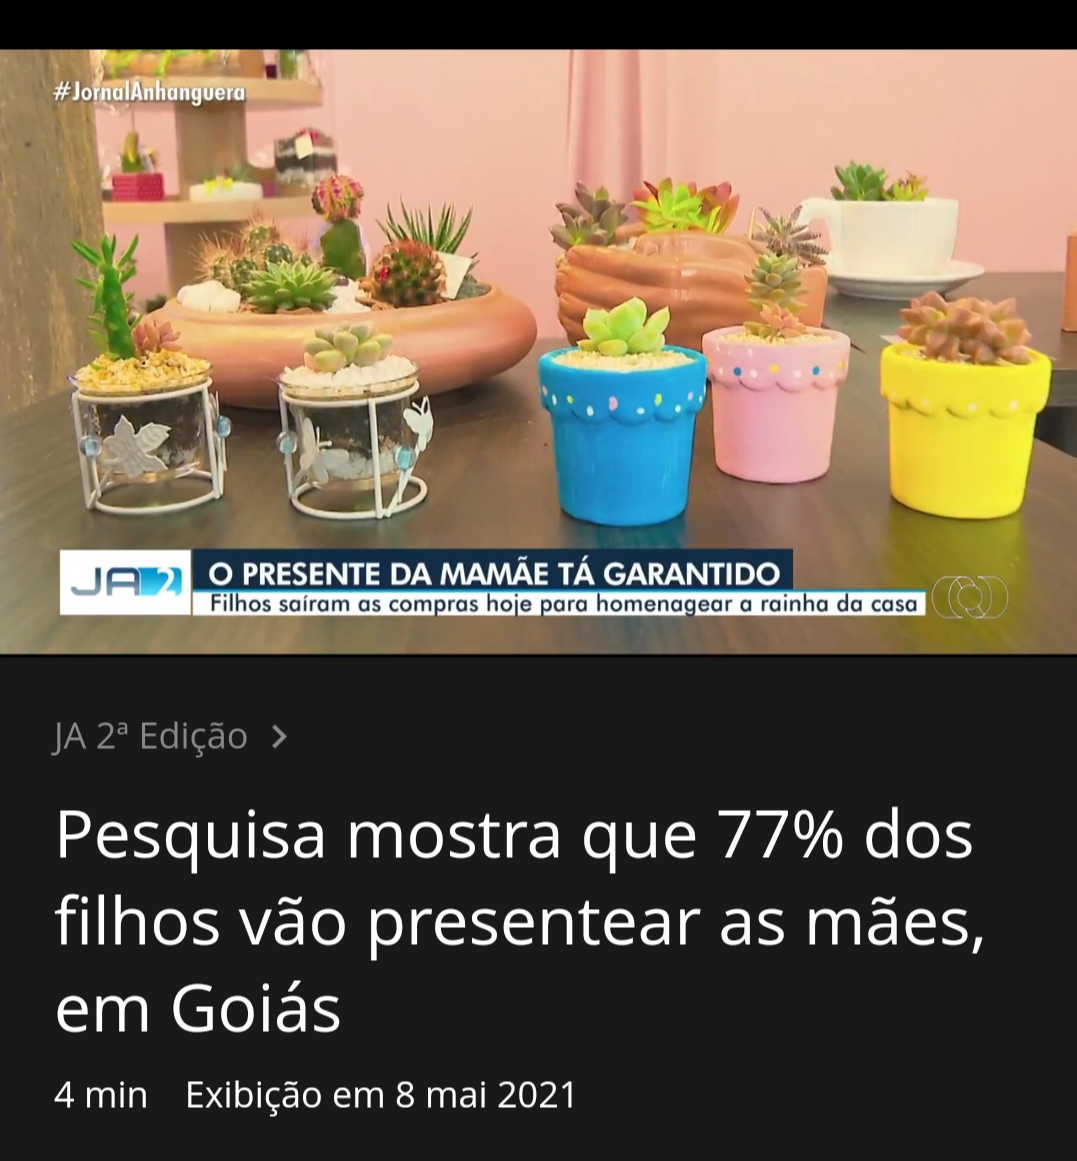 #JornalAnhanguera
JA2
O PRESENTE DA MAMÃE TÁ GARANTIDO
Filhos saíram as compras hoje para homenagear a rainha da casa
JA 2ª Edição
Pesquisa mostra que 77% dos
filhos vão presentear as mães,
em Goiás
4 min Exibição em 8 mai 2021